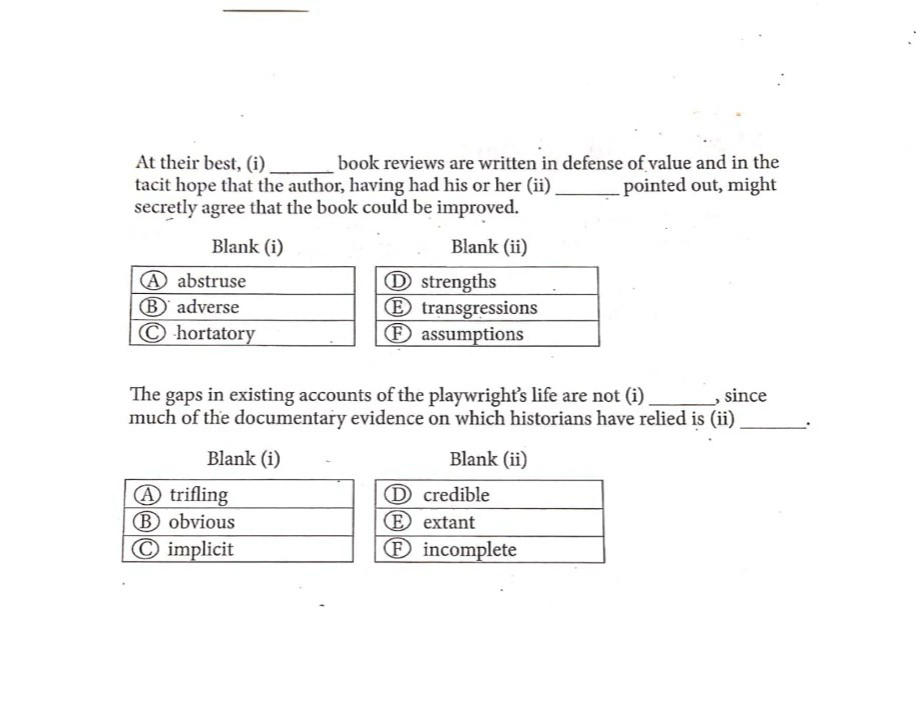 At their best, (i) ______ book reviews are written in defense of value and in the
tacit hope that the author, having had his or her (ii) ______ pointed out, might
secretly agree that the book could be improved.
Blank (i) Blank (ii)
Ⓐ abstruse Ⓓ strengths
Ⓑ adverse Ⓔ transgressions
Ⓒ hortatory Ⓕ assumptions
The gaps in existing accounts of the playwright's life are not (i) ______, since
much of the documentary evidence on which historians have relied is (ii) ______.
Blank (i) Blank (ii)
Ⓐ trifling Ⓓ credible
Ⓑ obvious Ⓔ extant
Ⓒ implicit Ⓕ incomplete